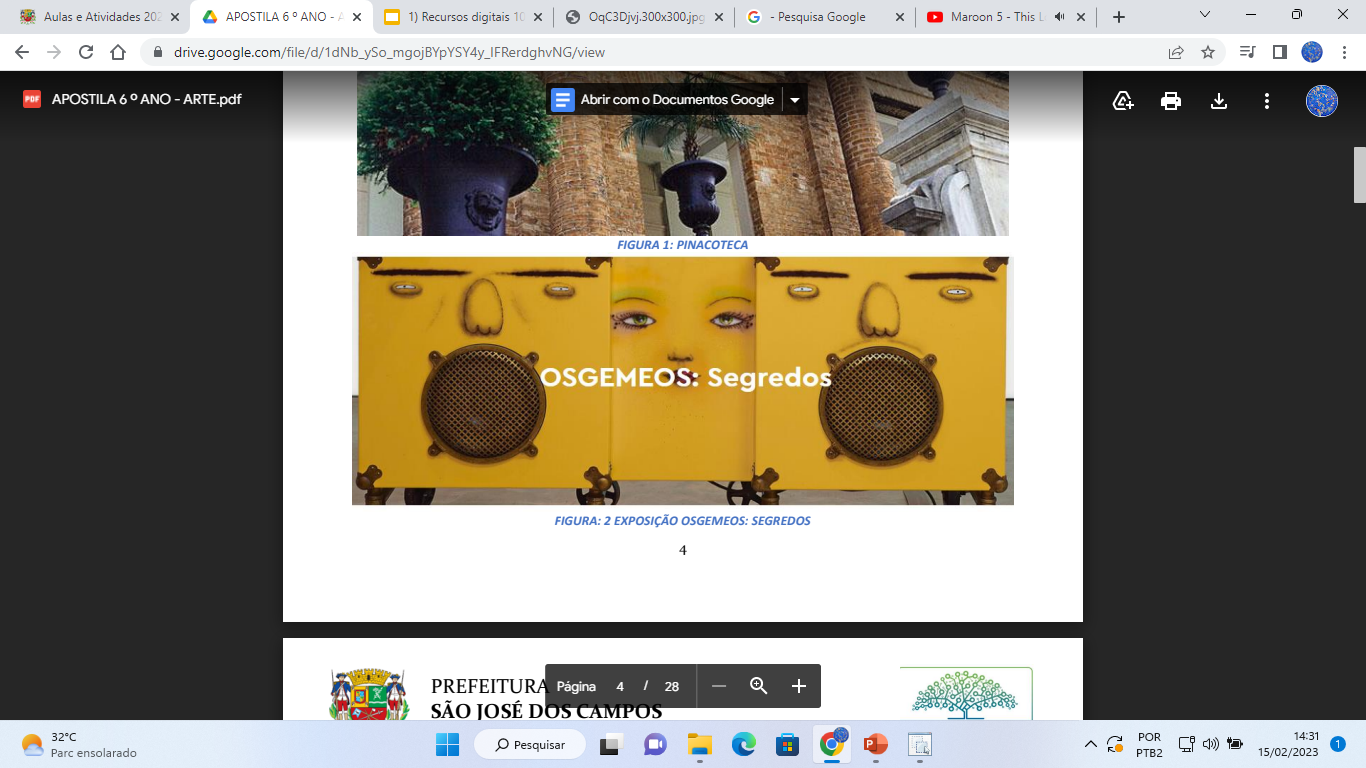 Aulas e Atividades 202
APOSTILA 6 º ANO - A
1) Recursos digitais 10
OqC3Djvj.300x300.jpg
- Pesquisa Google
Maroon 5 - This L
drive.google.com/file/d/1dNb_ySo_mgojBYpYSY4y_IFRerdghvNG/view
PDF
APOSTILA 6 º ANO - ARTE.pdf
Abrir com o Documentos Google
FIGURA 1: PINACOTECA
OSGEMEOS: Segredos
FIGURA: 2 EXPOSIÇÃO OSGEMEOS: SEGREDOS
4
PREFEITURA
SÃO JOSÉ DOS CAMPOS
Página 4 / 28
32°C
Parc ensolarado
Pesquisar
POR
PTB2
14:31
15/02/2023
1